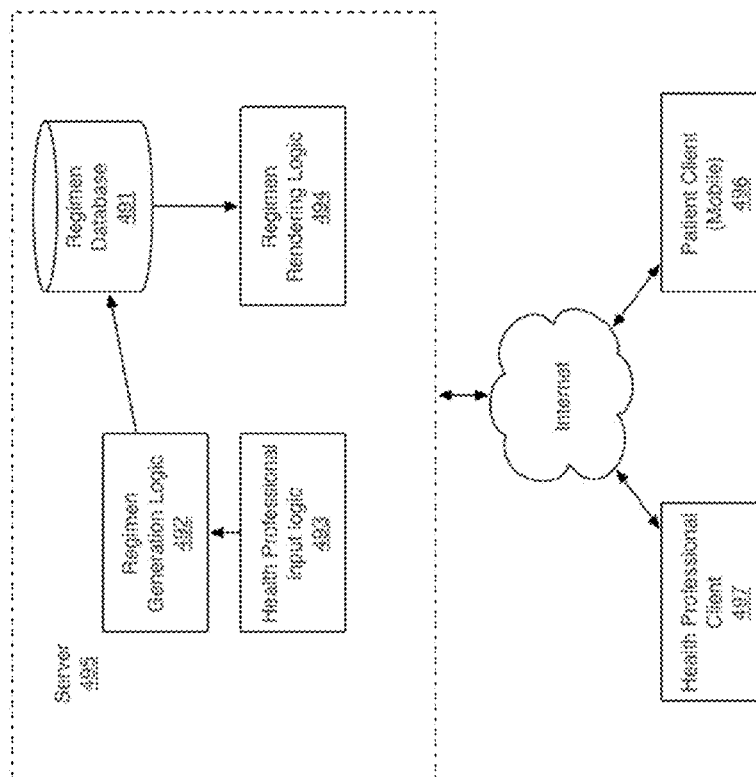 Server
495
Regimen
Generation Logic
492
Health Professional
Input logic
493
Regimen
Database
491
Regimen
Rendering Logic
494
Internet
Health Professional
Client
497
Patient Client
(Mobile)
496